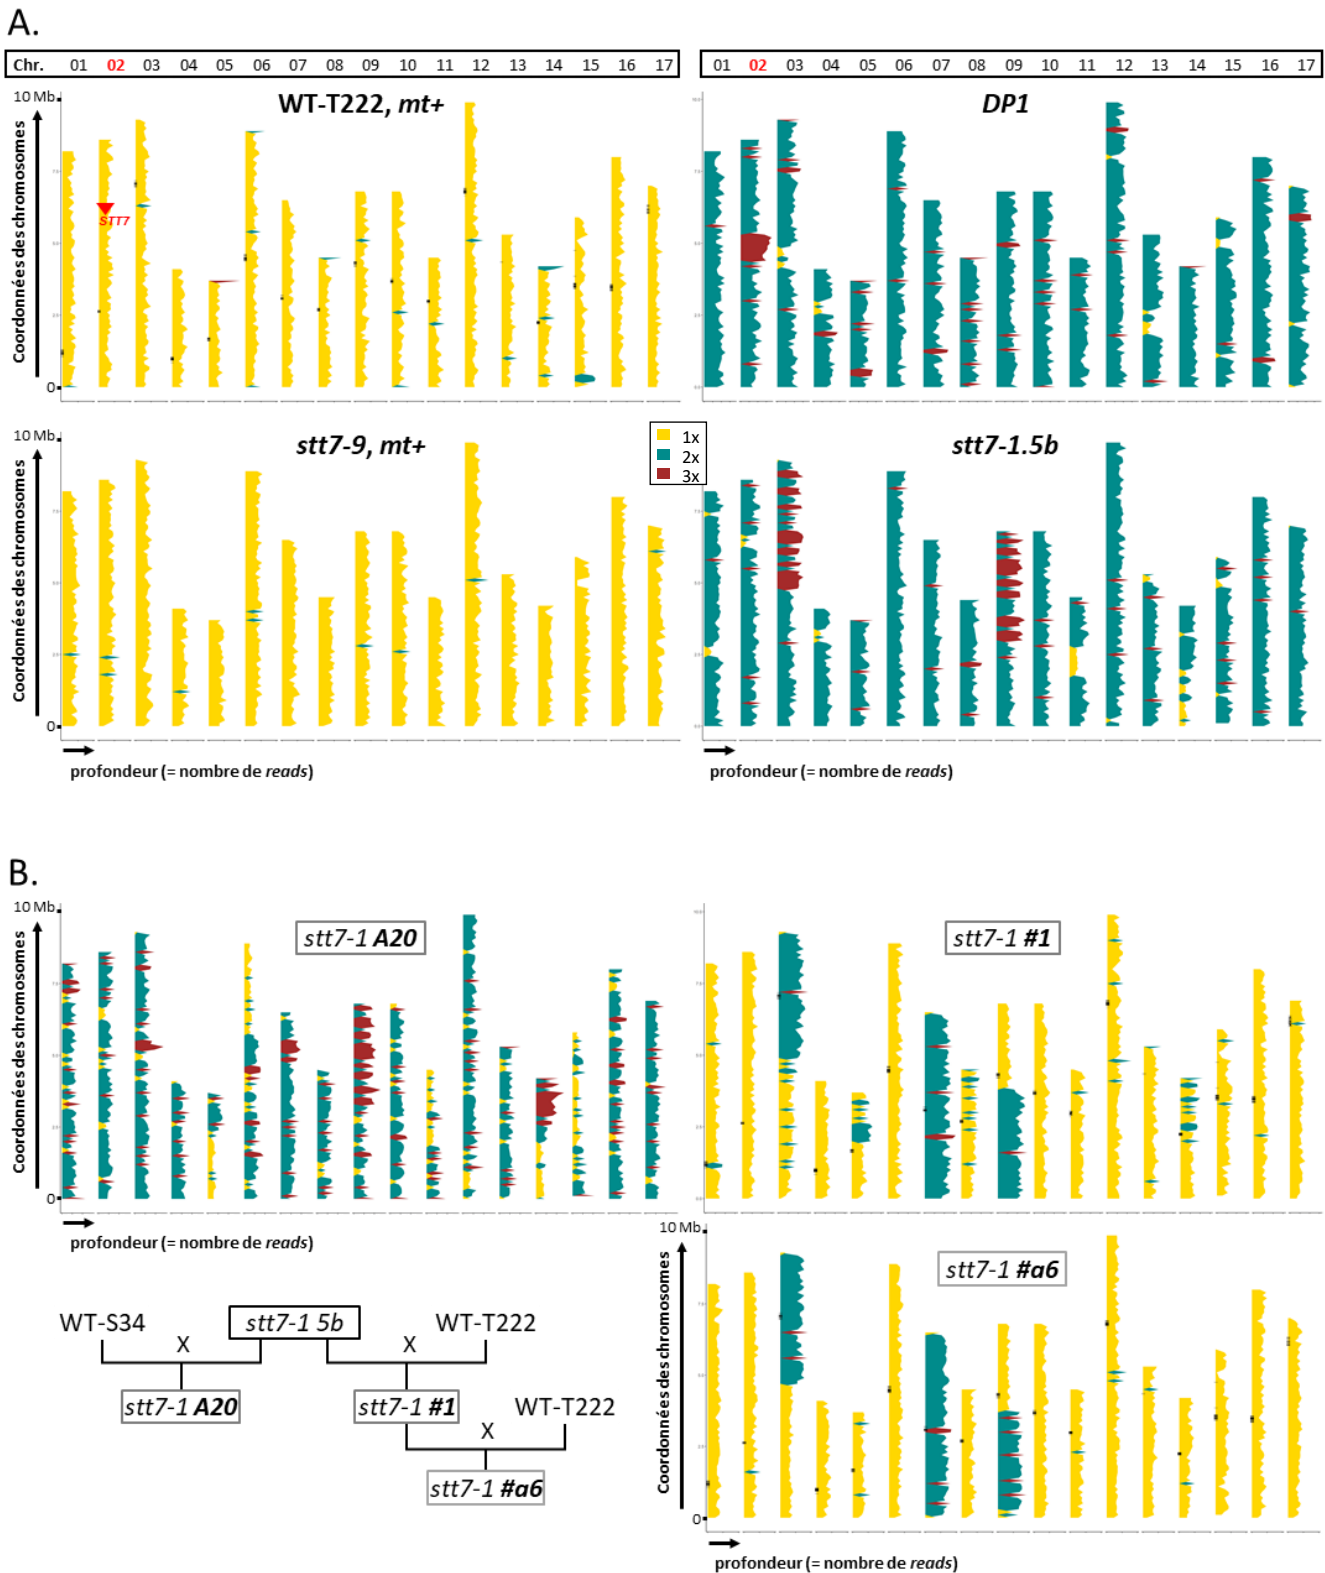 A.
Chr. 01 02 03 04 05 06 07 08 09 10 11 12 13 14 15 16 17
01 02 03 04 05 06 07 08 09 10 11 12 13 14 15 16 17
10 Mb
WT-T222, mt+
DP1
STT7
Coordonnées des chromosomes
0
10 Mb
stt7-9, mt+
1x
2x
3x
stt7-1.5b
Coordonnées des chromosomes
0
profondeur (= nombre de reads)
profondeur (= nombre de reads)
B.
10 Mb
stt7-1 A20
stt7-1 #1
Coordonnées des chromosomes
0
profondeur (= nombre de reads)
10 Mb
stt7-1 #a6
Coordonnées des chromosomes
0
profondeur (= nombre de reads)
WT-S34 stt7-1 5b WT-T222
X X
stt7-1 A20 stt7-1 #1 WT-T222
X
stt7-1 #a6